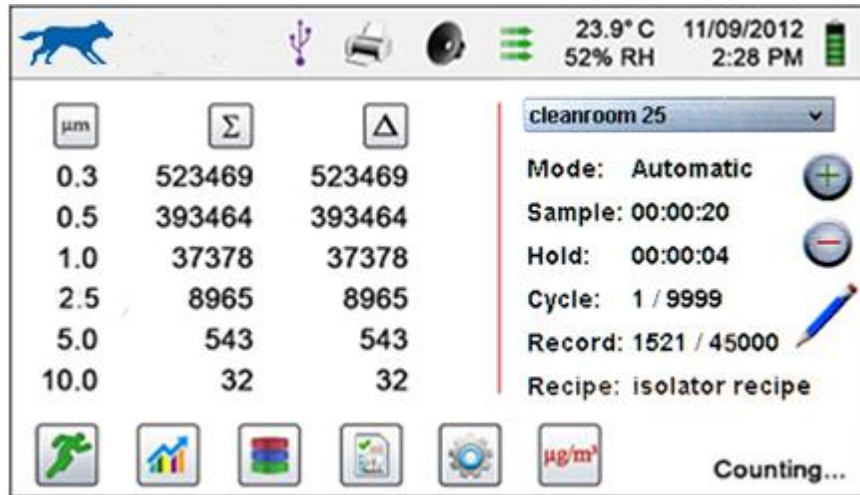 23.9° C 11/09/2012
52% RH 2:28 PM
µm Σ Δ
0.3 523469 523469
0.5 393464 393464
1.0 37378 37378
2.5 8965 8965
5.0 543 543
10.0 32 32
cleanroom 25
Mode: Automatic
Sample: 00:00:20
Hold: 00:00:04
Cycle: 1 / 9999
Record: 1521 / 45000
Recipe: isolator recipe
µg/m³
Counting...